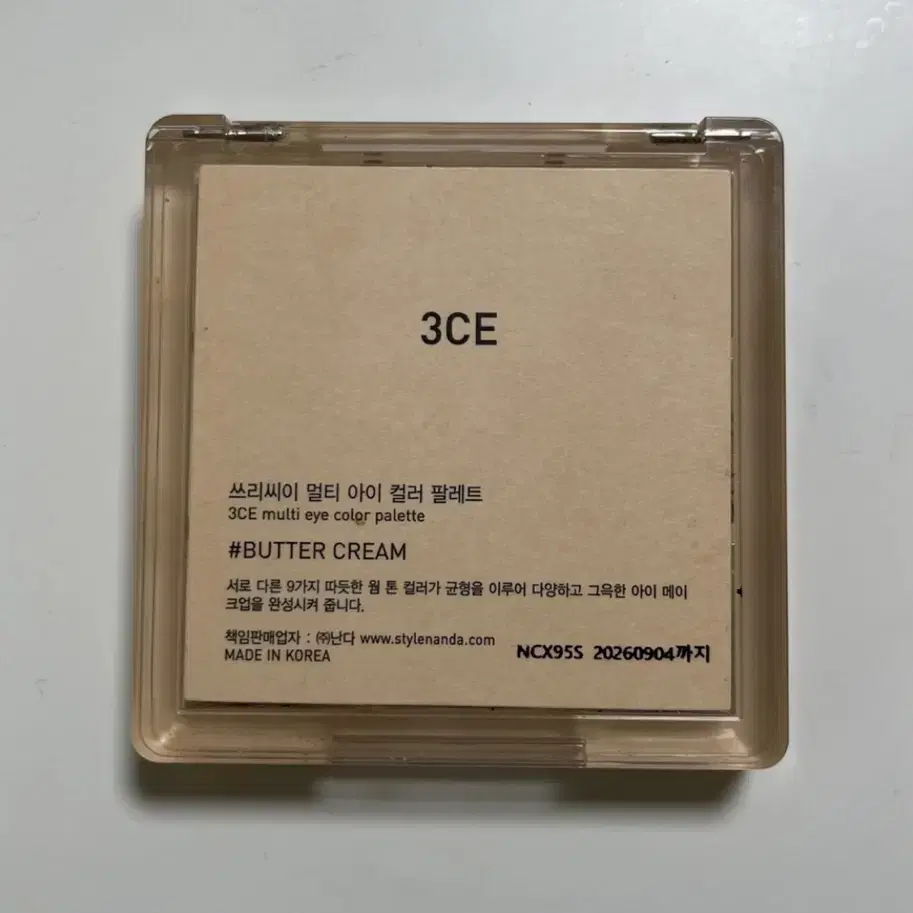 3CE
쓰리씨이 멀티 아이 컬러 팔레트
3CE multi eye color palette
#BUTTER CREAM
서로 다른 9가지 따듯한 웜 톤 컬러가 균형을 이루어 다양하고 그윽한 아이 메이
크업을 완성시켜 줍니다.
책임판매업자 : ㈜난다 www.stylenanda.com
MADE IN KOREA
NCX95S 20260904까지